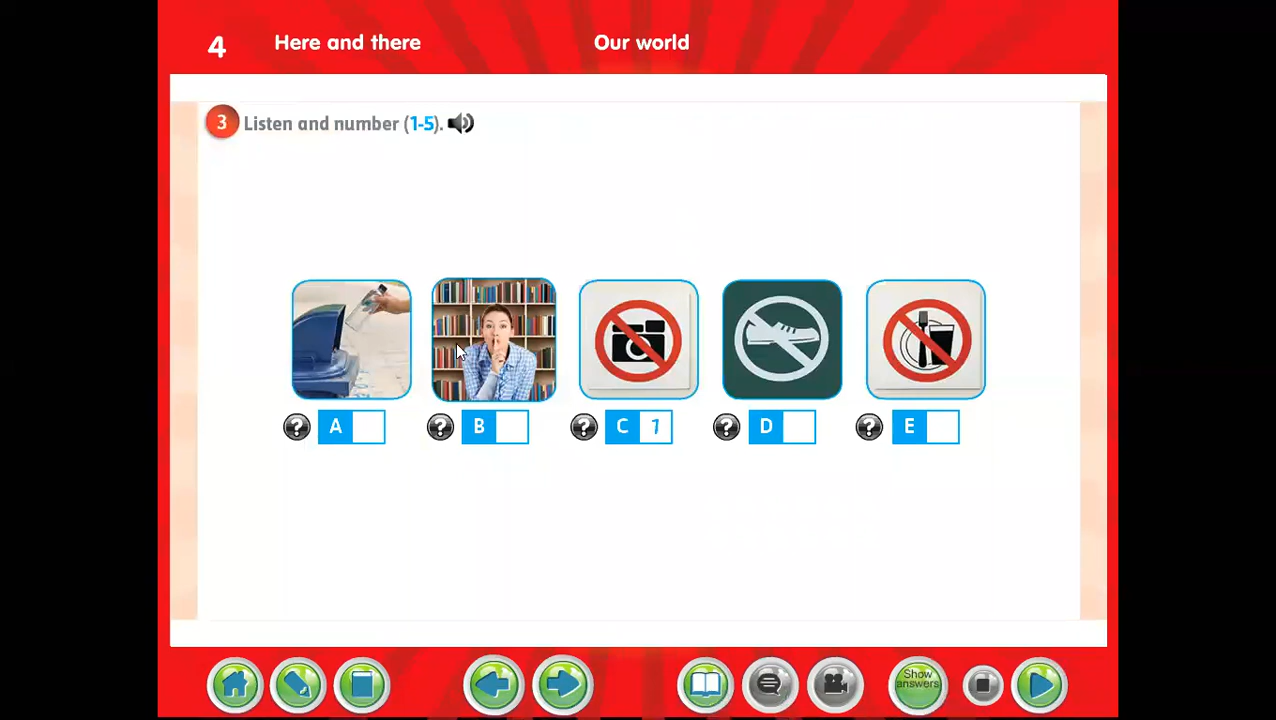 4 Here and there Our world
3 Listen and number (1-5).
? A ? B ? C 1 ? D ? E
Show answers